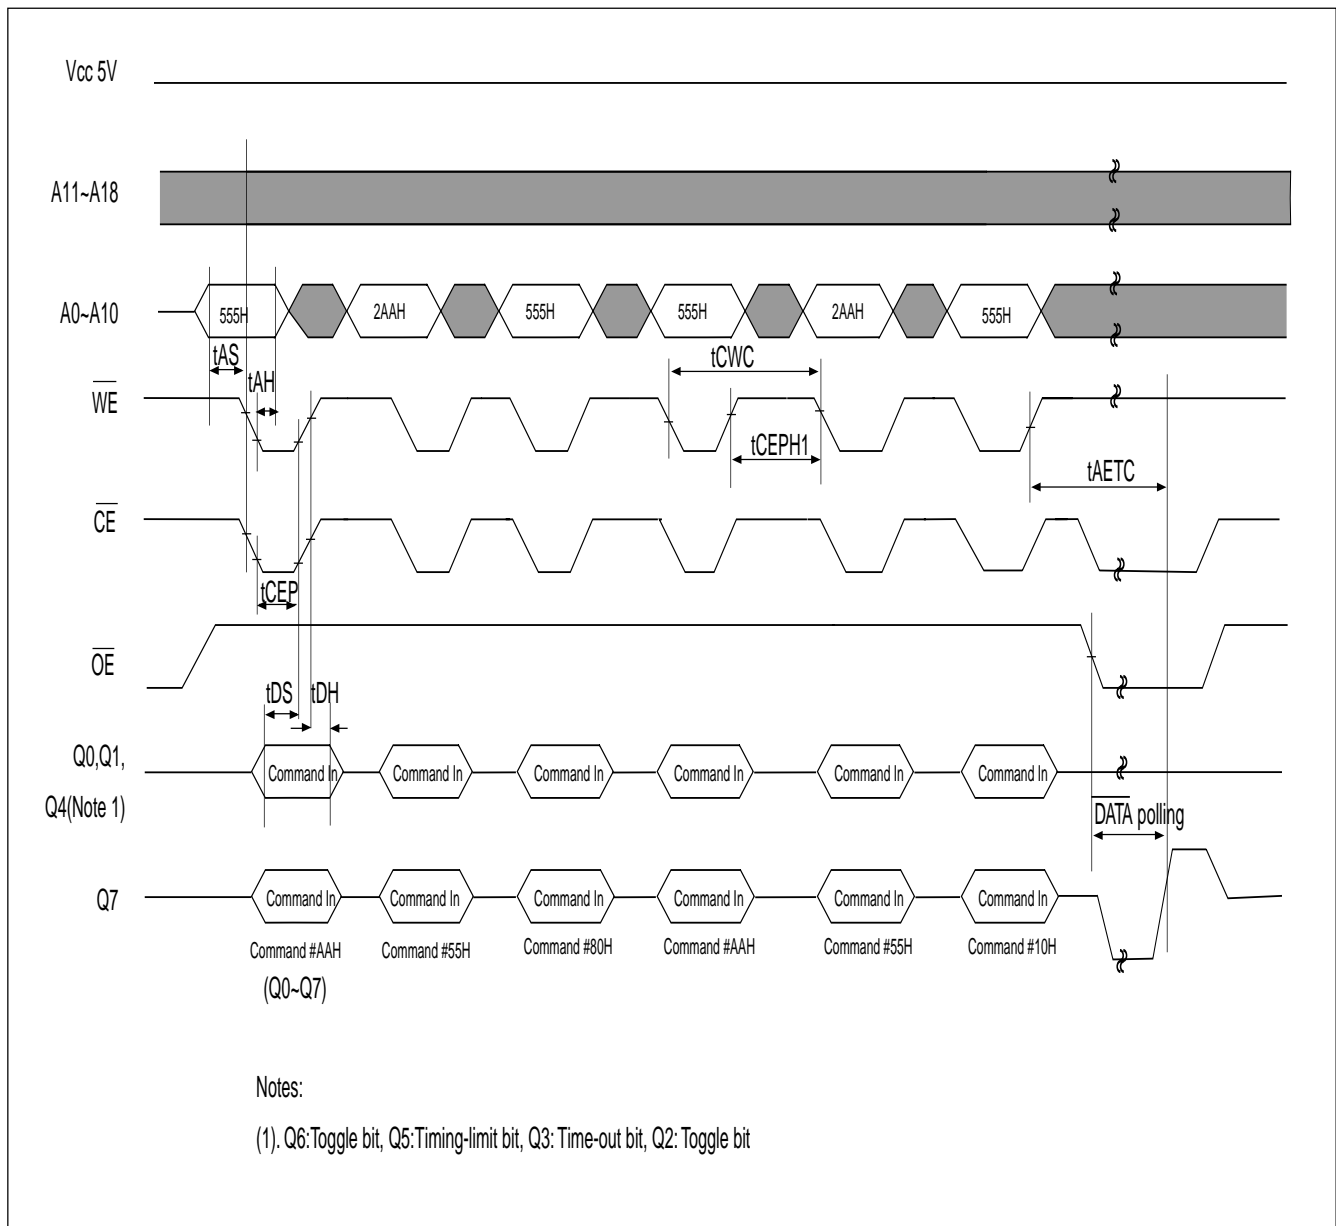 Vcc 5V
A11~A18
A0~A10
555H
2AAH
555H
555H
2AAH
555H
tAS
tAH
tCWC
WE
tCEPH1
tAETC
CE
tCEP
OE
tDS
tDH
Q0,Q1,
Q4(Note 1)
Command In
Command In
Command In
Command In
Command In
Command In
DATA polling
Q7
Command In
Command In
Command In
Command In
Command In
Command In
Command #AAH
Command #55H
Command #80H
Command #AAH
Command #55H
Command #10H
(Q0~Q7)
Notes:
(1). Q6:Toggle bit, Q5:Timing-limit bit, Q3: Time-out bit, Q2: Toggle bit